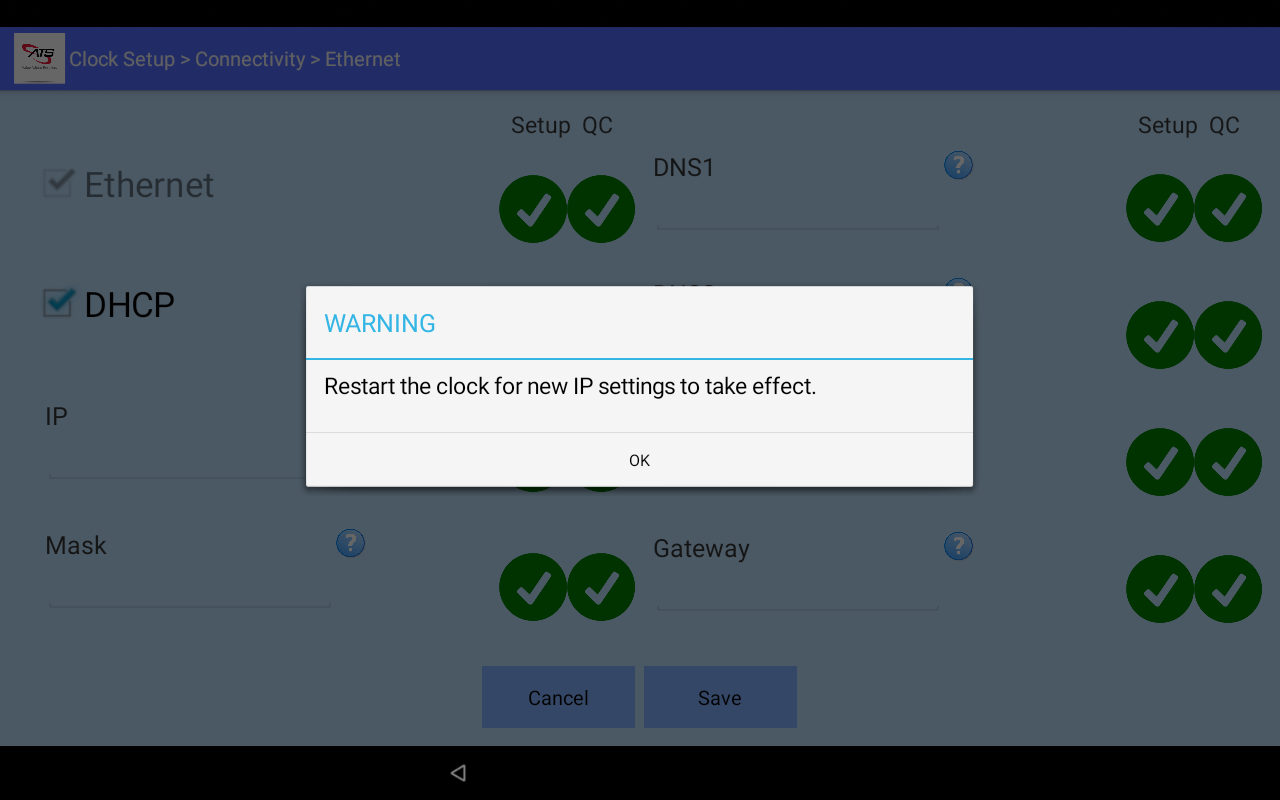 ATS
Clock Setup > Connectivity > Ethernet
Setup QC
Setup QC
Ethernet
DNS1
?
DHCP
WARNING
Restart the clock for new IP settings to take effect.
OK
IP
Mask
?
Gateway
?
Cancel
Save